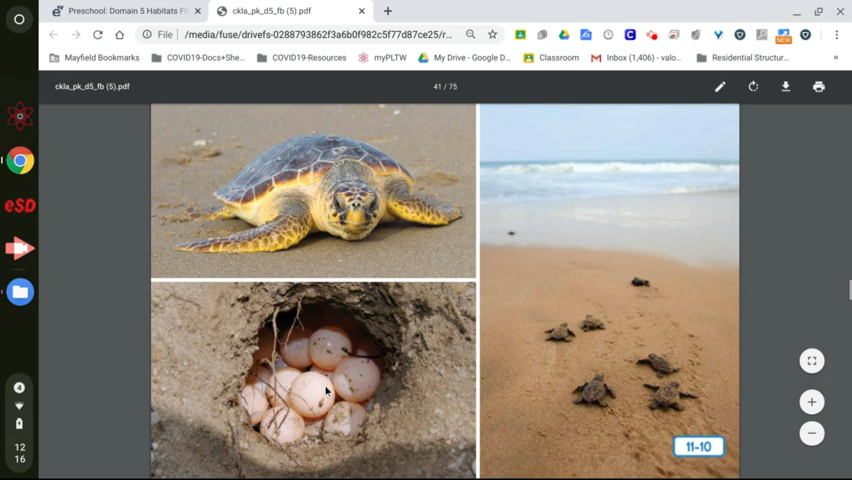 Preschool: Domain 5 Habitats Fl
ckla_pk_d5_fb (5).pdf
File
/media/fuse/drivefs-0288793862f3a6b0f982c5f77d87ce25/r...
Mayfield Bookmarks
COVID19-Docs+She...
COVID19-Resources
myPLTW
My Drive - Google D...
Classroom
Inbox (1,406) - valo...
Residential Structur...
»
NEW
ckla_pk_d5_fb (5).pdf
41 / 75
eSD
11-10
4
12
16